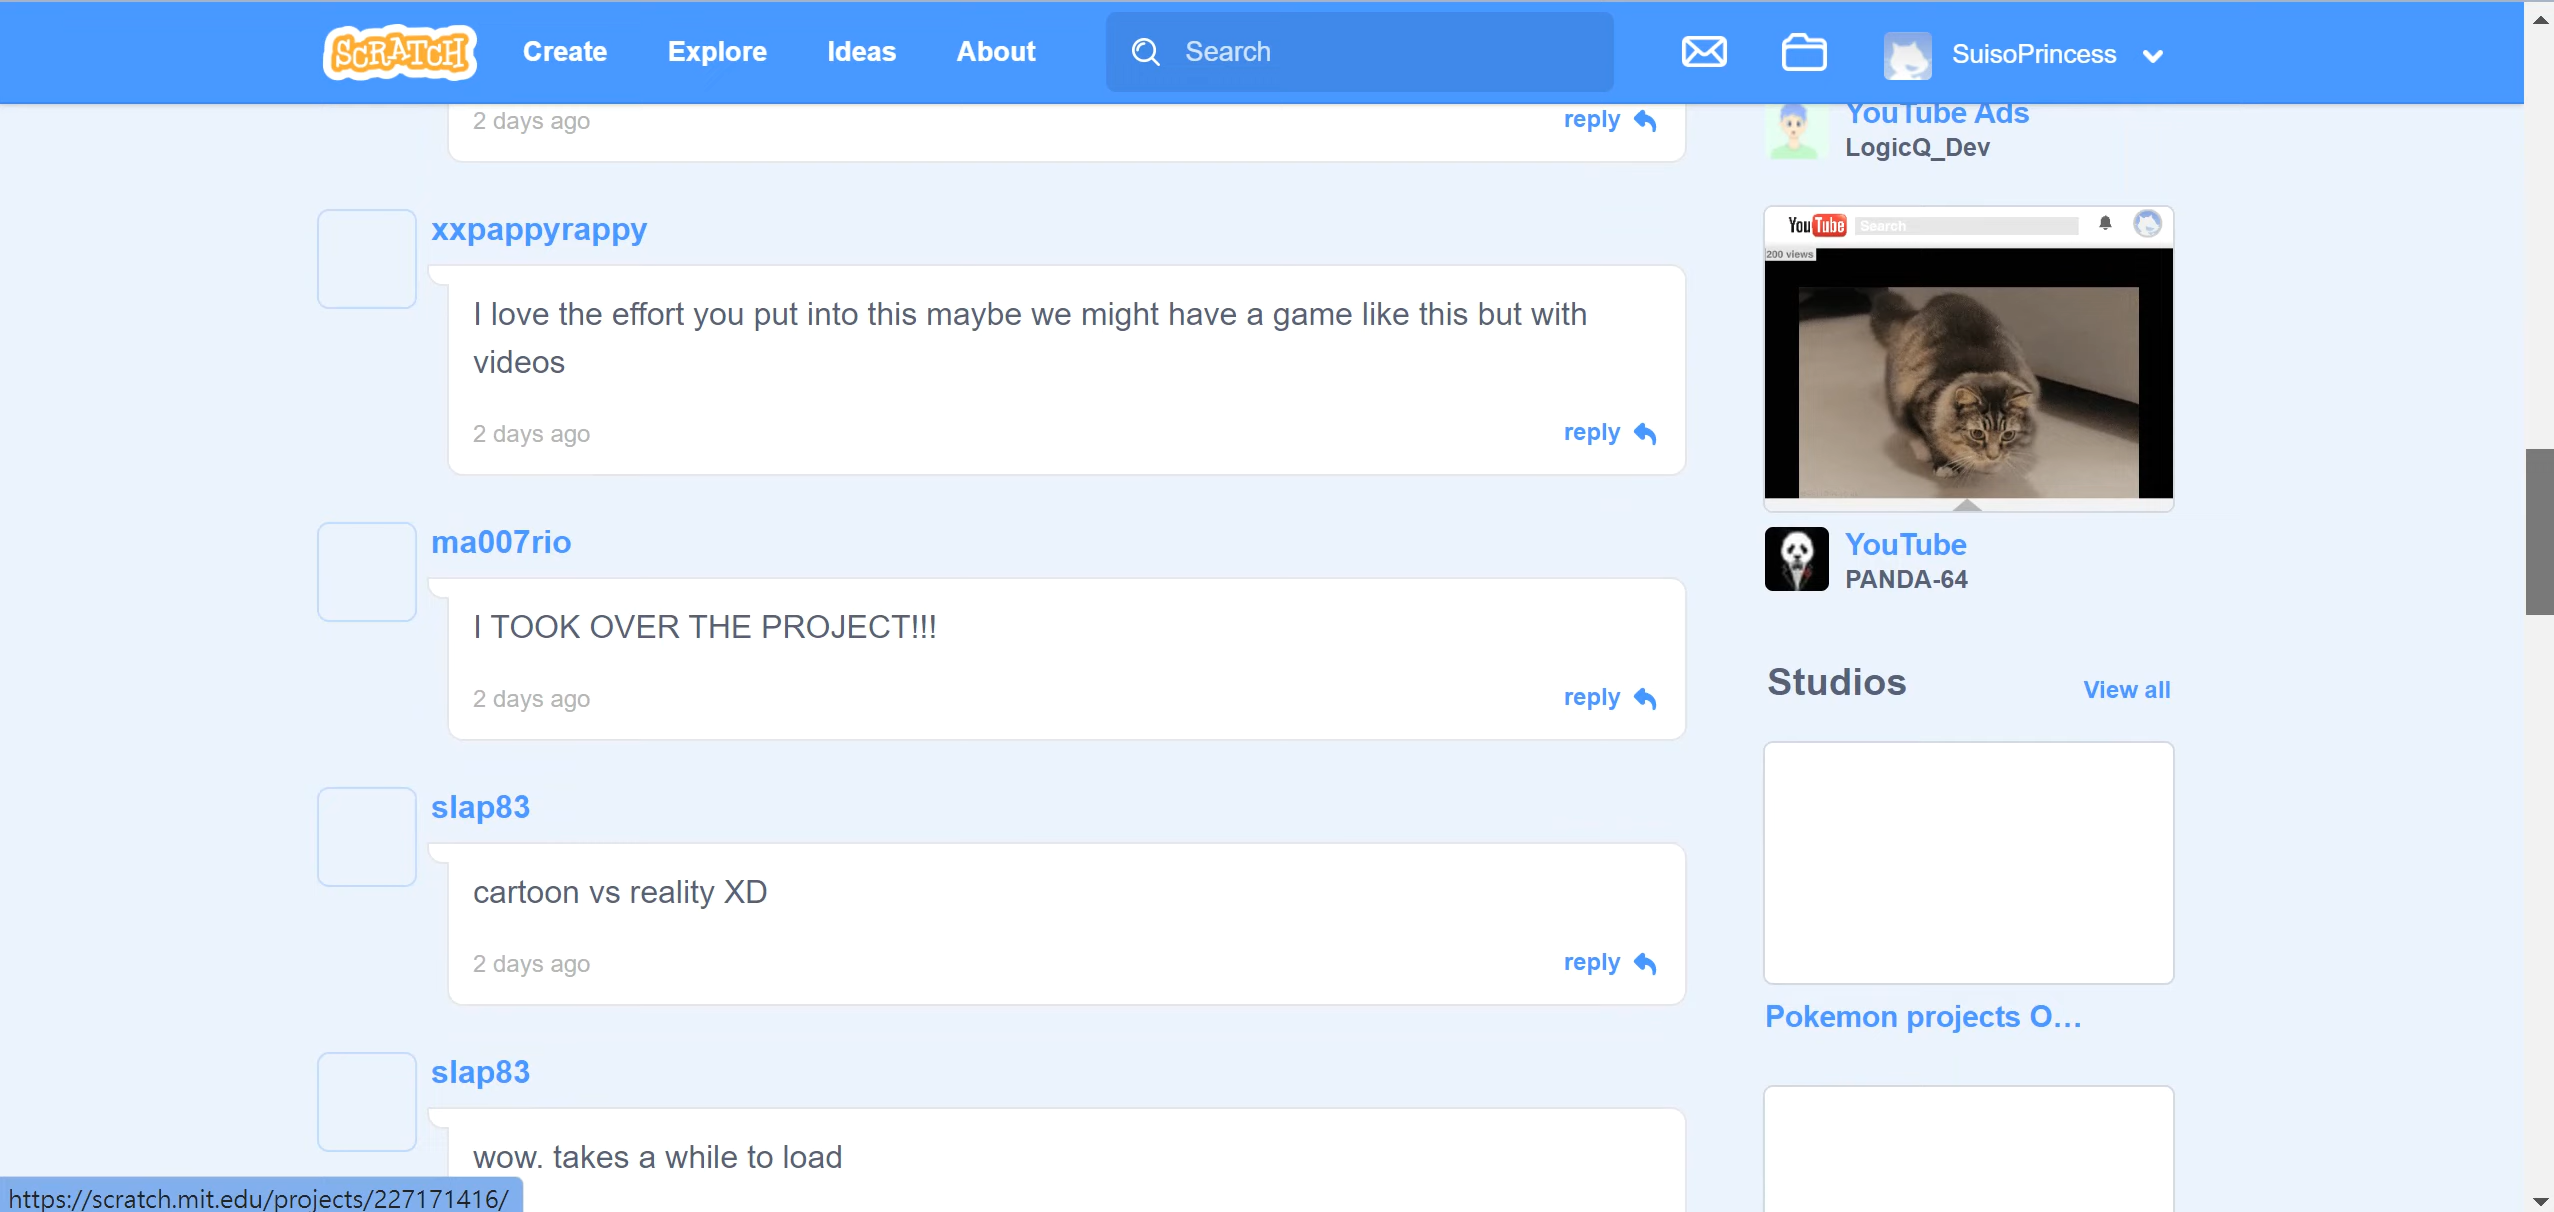 SCRATCH
Create
Explore
Ideas
About
Search
SuisoPrincess
2 days ago
reply
xxpappyrappy
I love the effort you put into this maybe we might have a game like this but with
videos
2 days ago
reply
ma007rio
I TOOK OVER THE PROJECT!!!
2 days ago
reply
slap83
cartoon vs reality XD
2 days ago
reply
slap83
wow. takes a while to load
YouTube Ads
LogicQ_Dev
YouTube
Search
200 views
YouTube
PANDA-64
Studios
View all
Pokemon projects O...
https://scratch.mit.edu/projects/227171416/